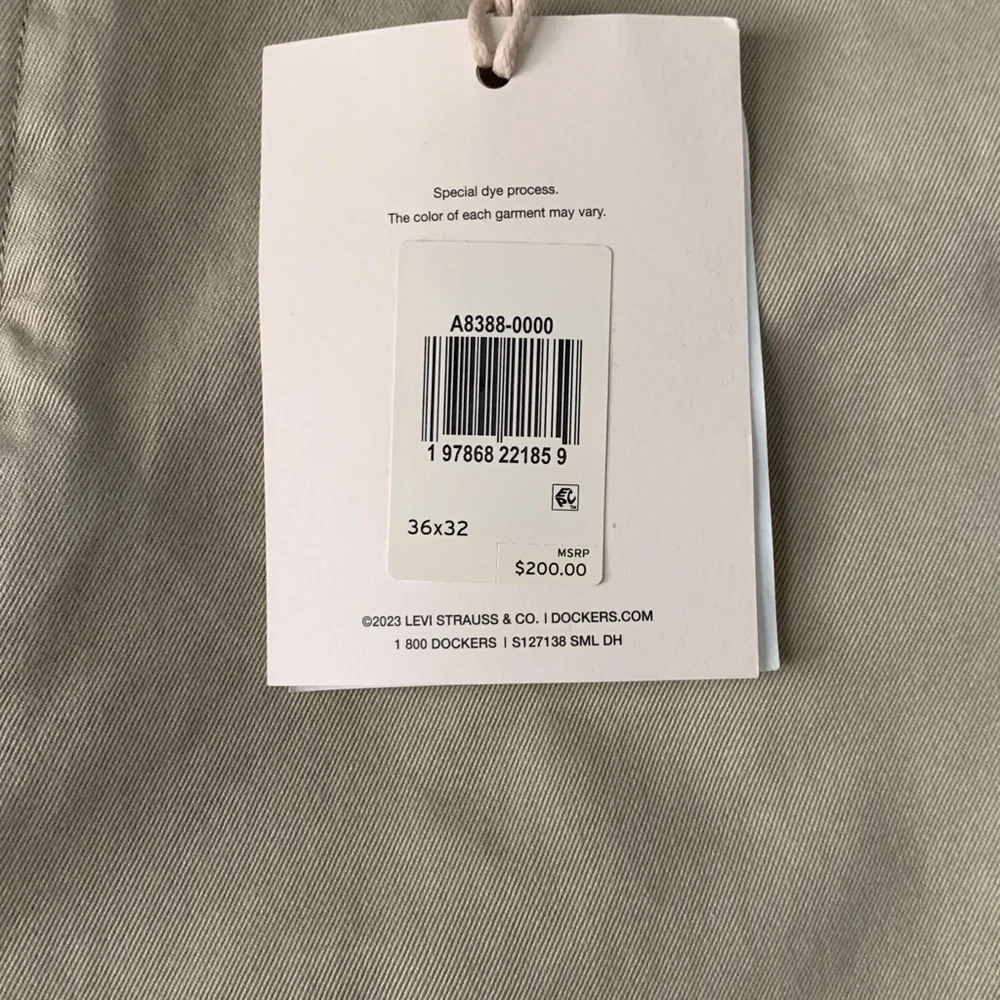 Special dye process.
The color of each garment may vary.
A8388-0000
1 97868 22185 9
36x32
MSRP
$200.00
©2023 LEVI STRAUSS & CO. | DOCKERS.COM
1 800 DOCKERS | S127138 SML DH